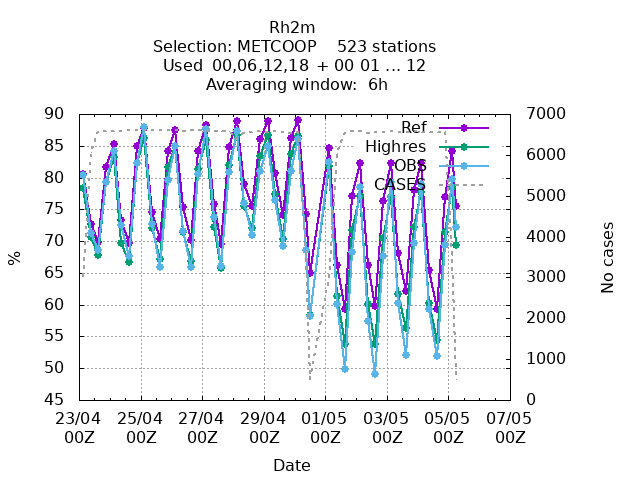 Rh2m
Selection: METCOOP    523 stations
Used  00,06,12,18  + 00 01 ... 12
Averaging window:  6h
90
85
80
75
70
65
60
55
50
45
%
7000
6000
5000
4000
3000
2000
1000
0
No cases
Ref
Highres
OBS
CASES
23/04 25/04 27/04 29/04 01/05 03/05 05/05 07/05
00Z 00Z 00Z 00Z 00Z 00Z 00Z 00Z
Date